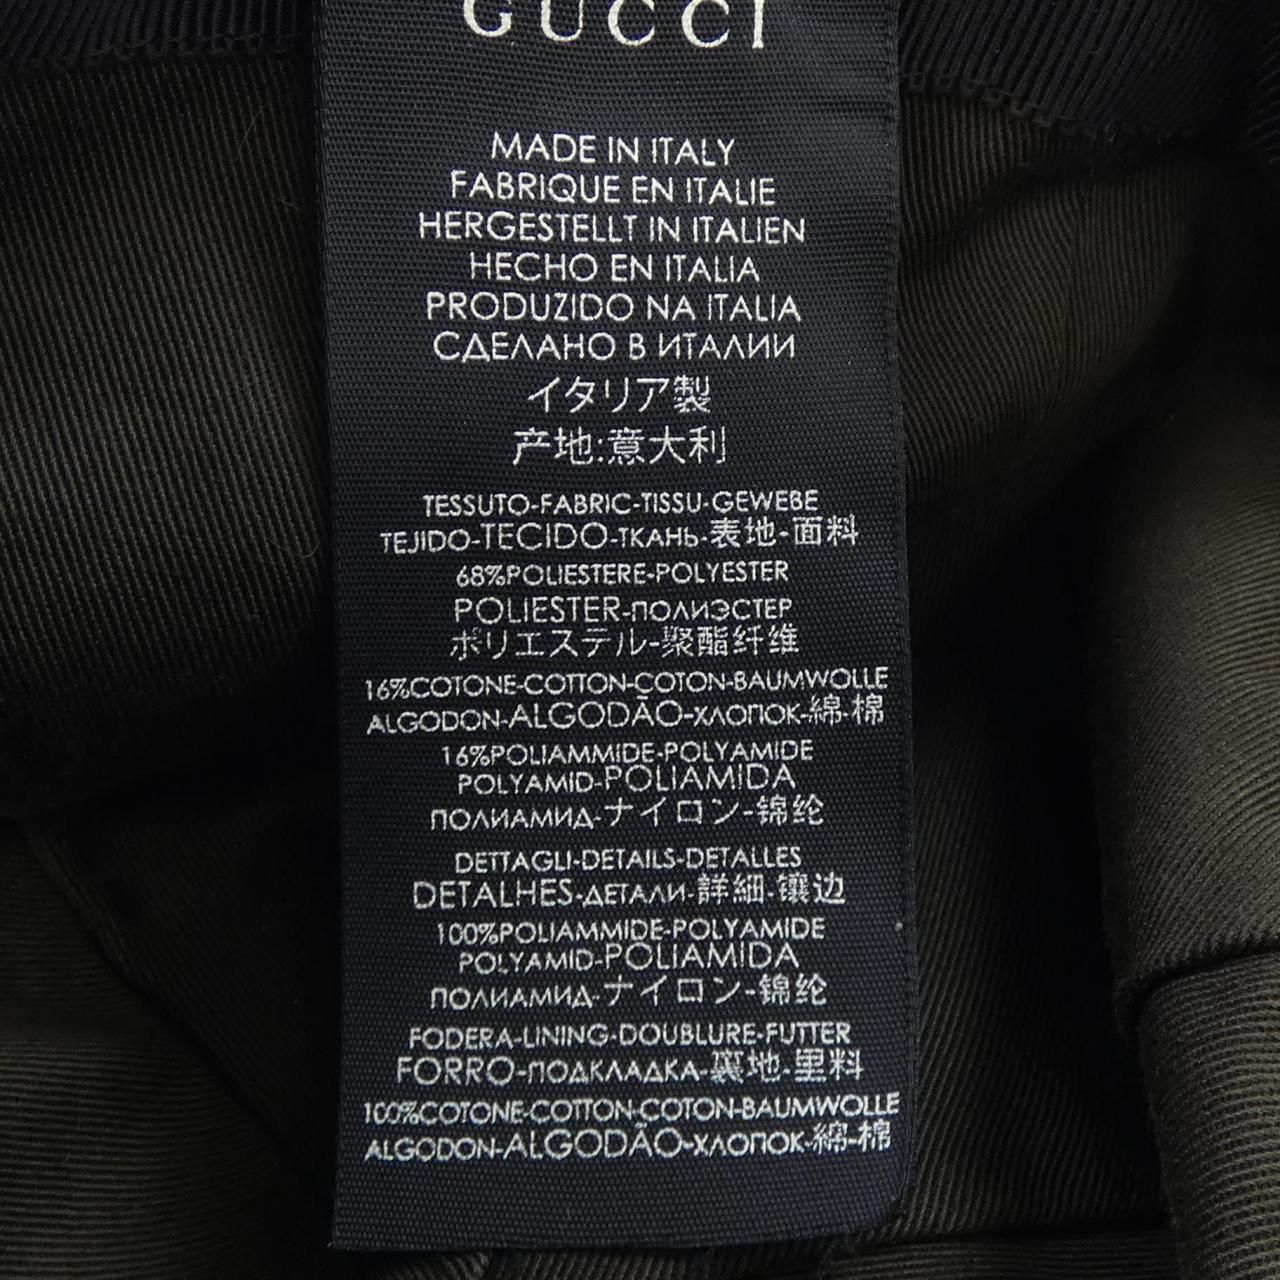 GUCCI
MADE IN ITALY
FABRIQUE EN ITALIE
HERGESTELLT IN ITALIEN
HECHO EN ITALIA
PRODUZIDO NA ITALIA
СДЕЛАНО В ИТАЛИИ
イタリア製
产地:意大利
TESSUTO-FABRIC-TISSU-GEWEBE
TEJIDO-TECIDO-ТКАНЬ-表地-面料
68%POLIESTERE-POLYESTER
POLIESTER-ПОЛИЭСТЕР
ポリエステル-聚酯纤维
16%COTONE-COTTON-COTON-BAUMWOLLE
ALGODON-ALGODÃO-ХЛОПОК-綿-棉
16%POLIAMMIDE-POLYAMIDE
POLYAMID-POLIAMIDA
ПОЛИАМИД-ナイロン-锦纶
DETTAGLI-DETAILS-DETALLES
DETALHES-ДЕТАЛИ-詳細-镶边
100%POLIAMMIDE-POLYAMIDE
POLYAMID-POLIAMIDA
ПОЛИАМИД-ナイロン-锦纶
FODERA-LINING-DOUBLURE-FUTTER
FORRO-ПОДКЛАДКА-裏地-里料
100%COTONE-COTTON-COTON-BAUMWOLLE
ALGODON-ALGODÃO-ХЛОПОК-綿-棉